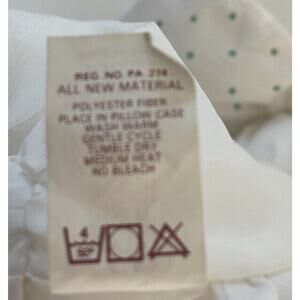 REG. NO. PA. 274
ALL NEW MATERIAL
POLYESTER FIBER
PLACE IN PILLOW CASE
WASH WARM
GENTLE CYCLE
TUMBLE DRY
MEDIUM HEAT
NO BLEACH
4
50°